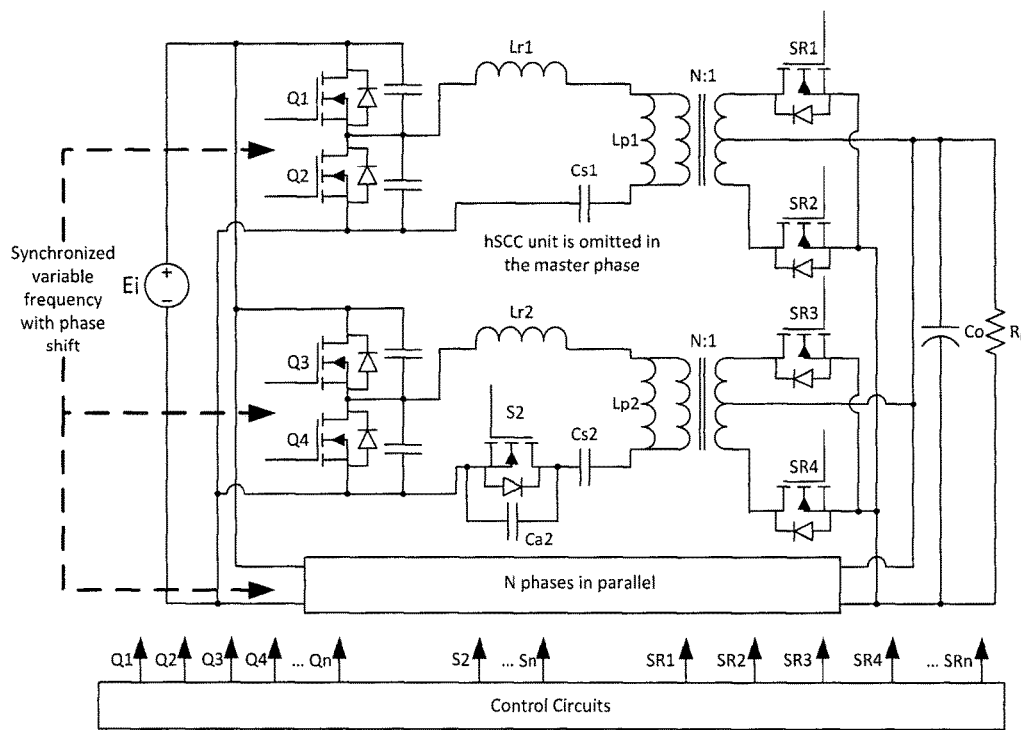 Lr1
SR1
N:1
Q1
Lp1
Q2
Cs1
SR2
hSCC unit is omitted in
the master phase
Synchronized
variable
frequency
with phase
shift
Ei
Lr2
SR3
N:1
Co
R
Q3
Lp2
S2
Cs2
Q4
SR4
Ca2
N phases in parallel
Q1 Q2 Q3 Q4 ... Qn S2 ... Sn SR1 SR2 SR3 SR4 ... SRn
Control Circuits